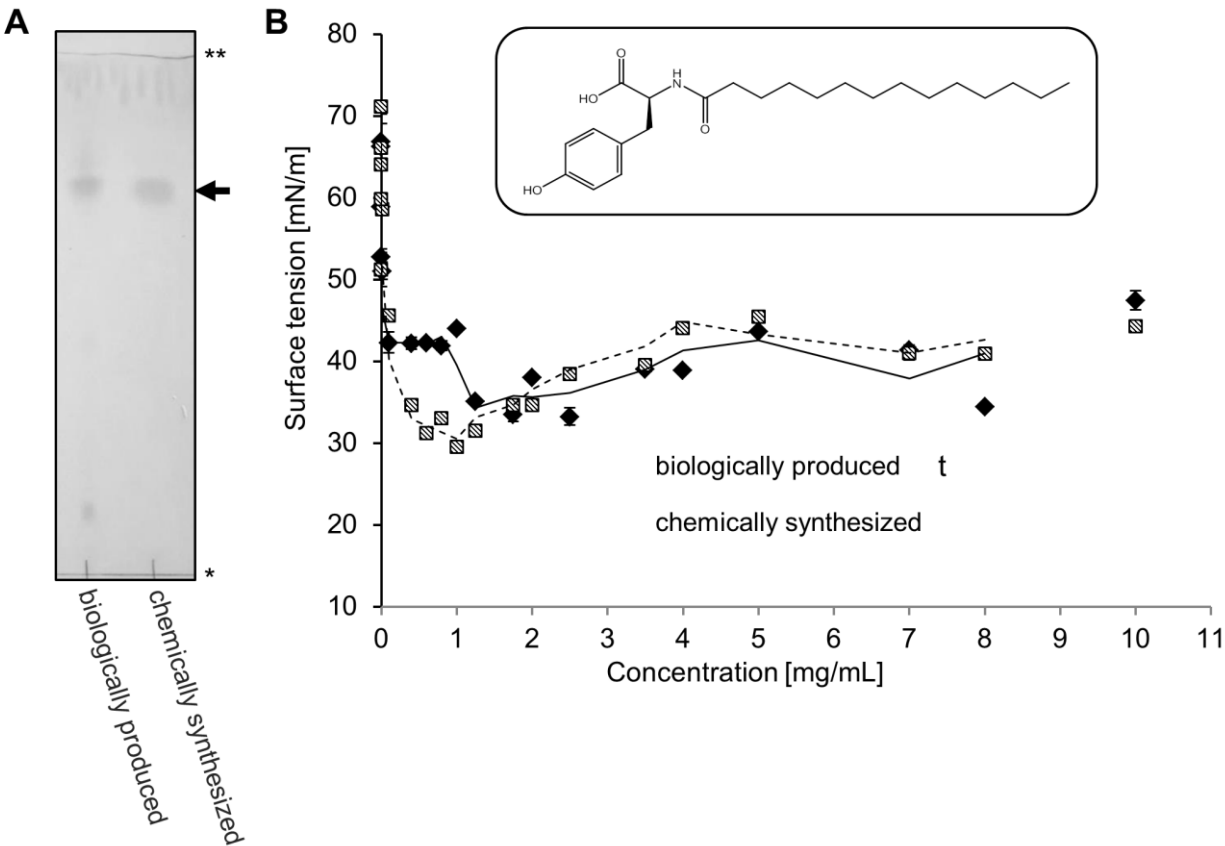 A
B
**
*
biologically produced
chemically synthesized
Surface tension [mN/m]
80
70
60
50
40
30
20
10
O
HO
H
N
O
HO
biologically produced t
chemically synthesized
0 1 2 3 4 5 6 7 8 9 10 11
Concentration [mg/mL]